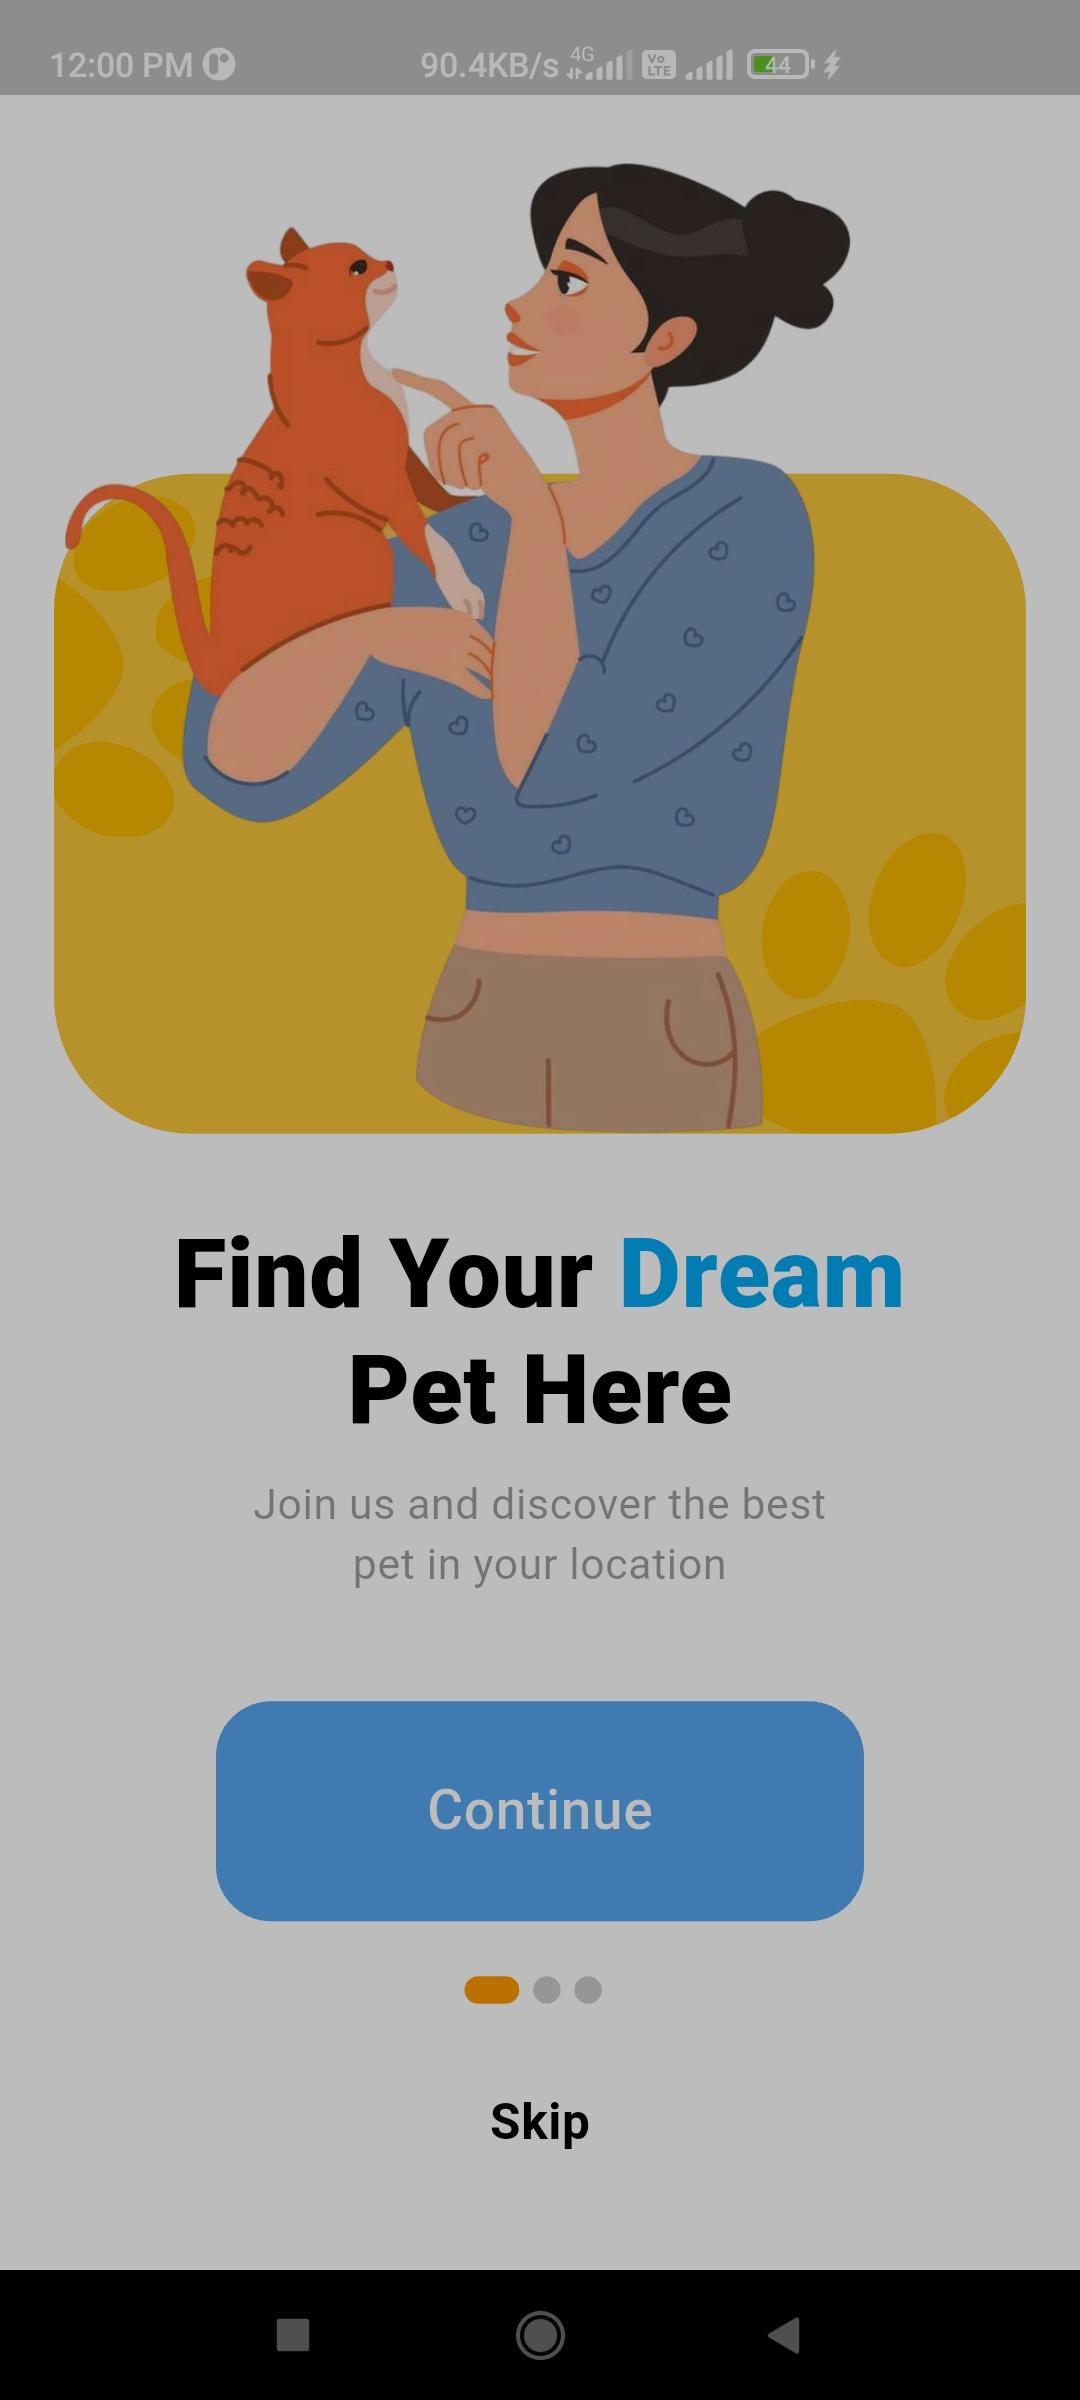 12:00 PM 90.4KB/s 4G Vo LTE 44
Find Your Dream
Pet Here
Join us and discover the best
pet in your location
Continue
Skip